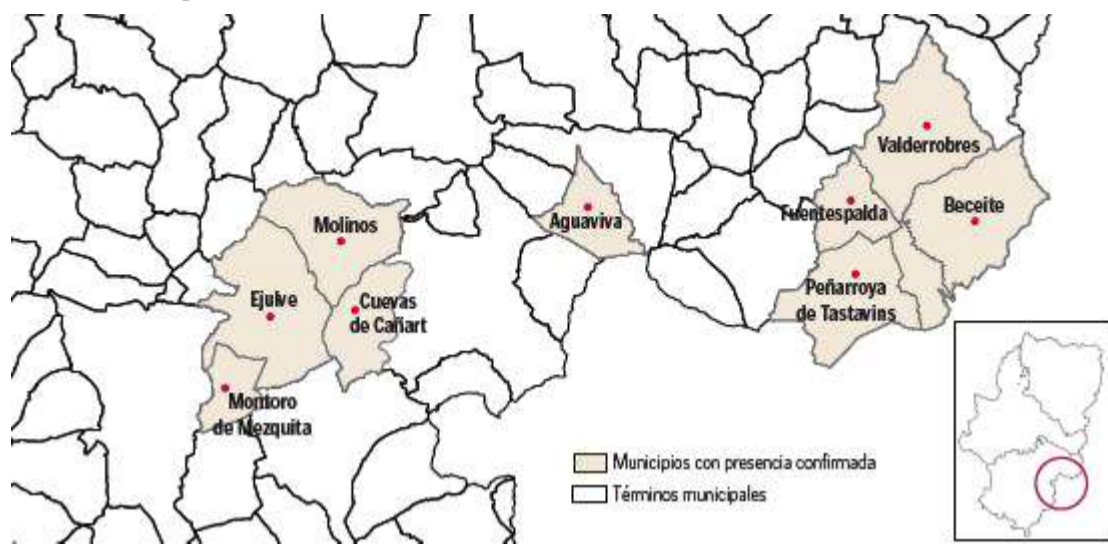 Valderrobres
Fuentespalda
Beceite
Aguaviva
Molinos
Peñarroya
de Tastavins
Ejulve
Cuevas
de Cañart
Montoro
de Mezquita
Municipios con presencia confirmada
Términos municipales